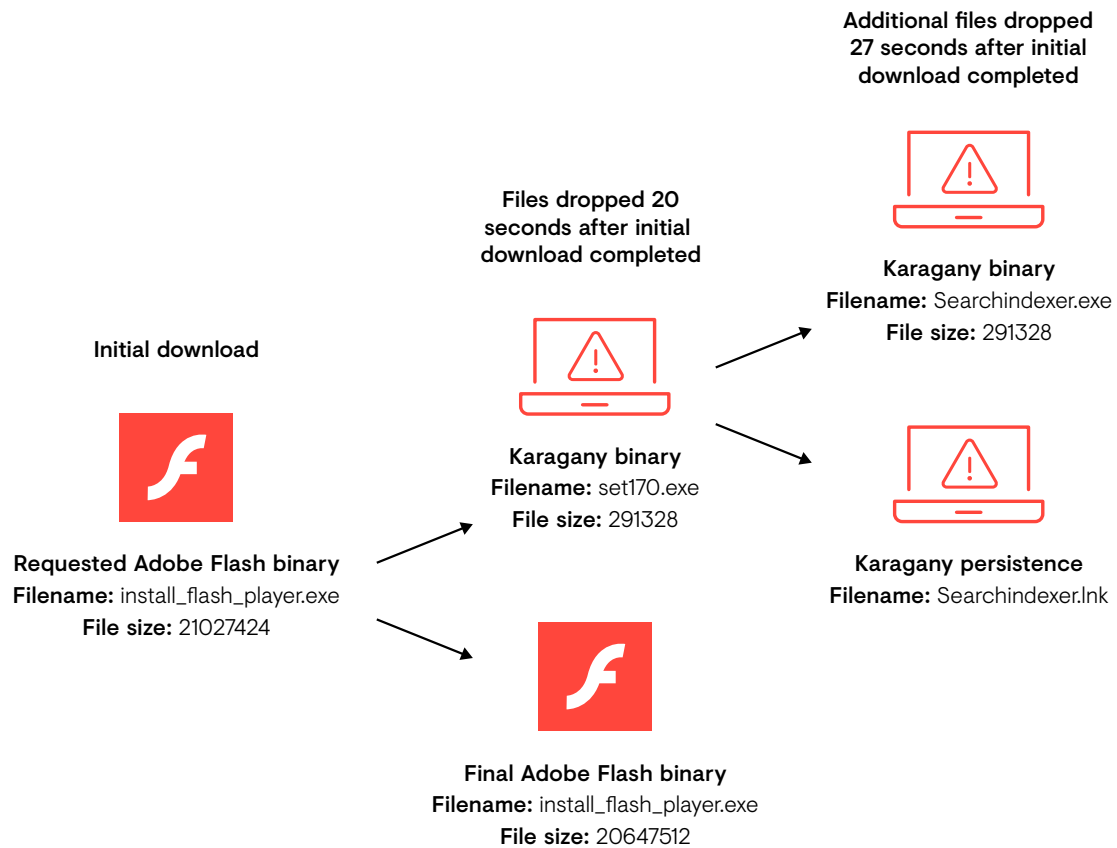 Initial download
Requested Adobe Flash binary
Filename: install_flash_player.exe
File size: 21027424
Files dropped 20
seconds after initial
download completed
Karagany binary
Filename: set170.exe
File size: 291328
Final Adobe Flash binary
Filename: install_flash_player.exe
File size: 20647512
Additional files dropped
27 seconds after initial
download completed
Karagany binary
Filename: Searchindexer.exe
File size: 291328
Karagany persistence
Filename: Searchindexer.lnk